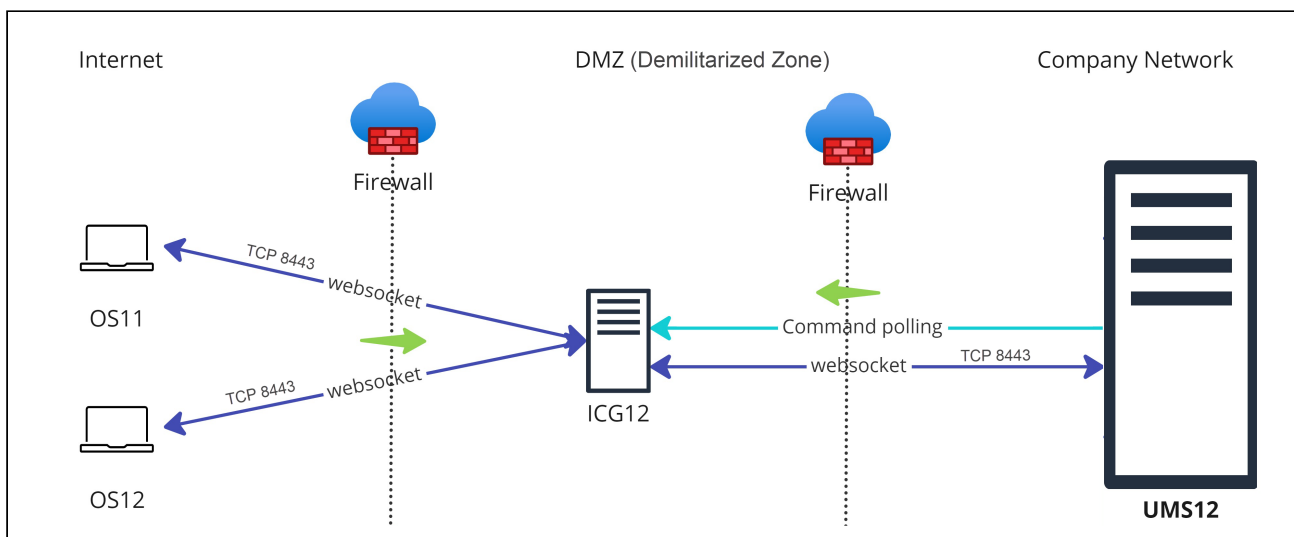 Internet
DMZ (Demilitarized Zone)
Company Network
Firewall
Firewall
TCP 8443
websocket
OS11
Command polling
websocket
TCP 8443
TCP 8443
websocket
ICG12
OS12
UMS12